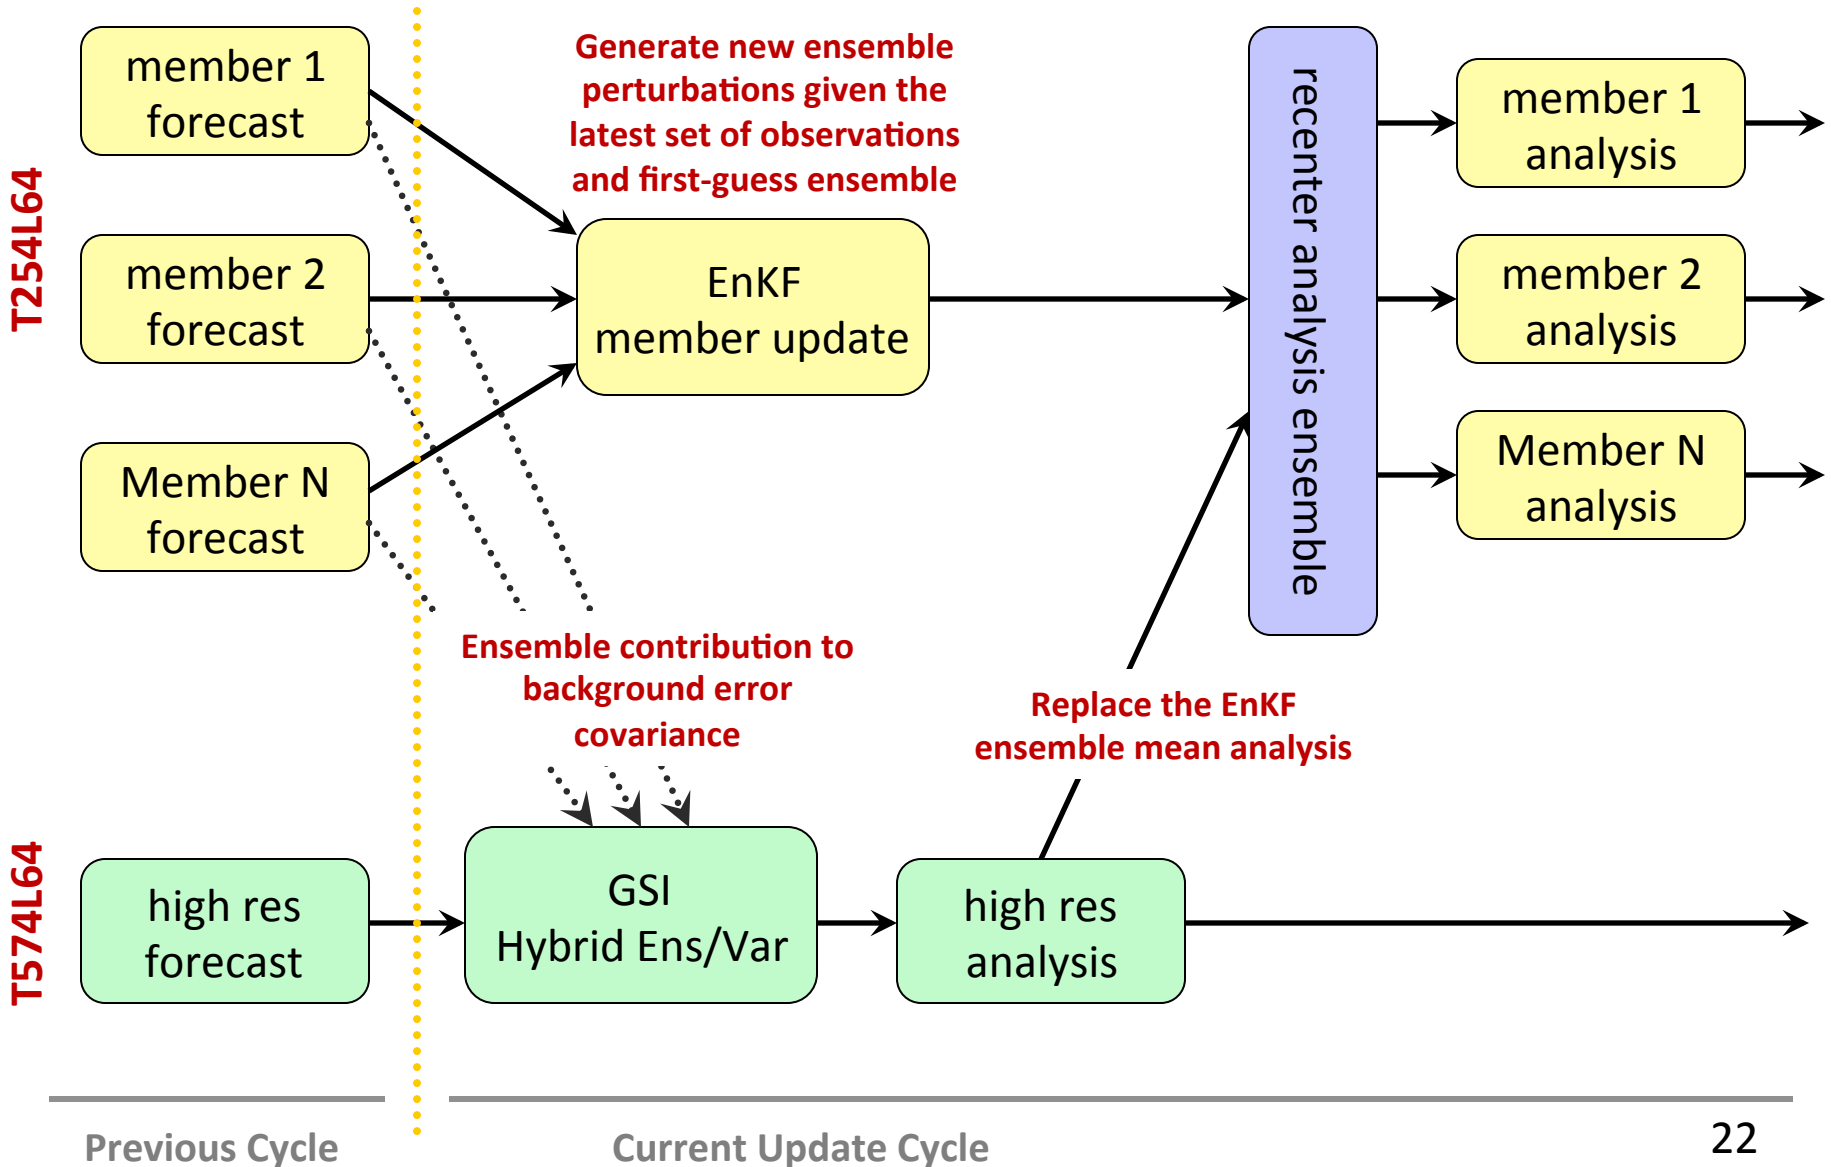 T254L64
member 1
forecast
member 2
forecast
Member N
forecast
Generate new ensemble
perturbations given the
latest set of observations
and first-guess ensemble
EnKF
member update
recenter analysis ensemble
member 1
analysis
member 2
analysis
Member N
analysis
Ensemble contribution to
background error
covariance
Replace the EnKF
ensemble mean analysis
T574L64
high res
forecast
GSI
Hybrid Ens/Var
high res
analysis
Previous Cycle
Current Update Cycle
22